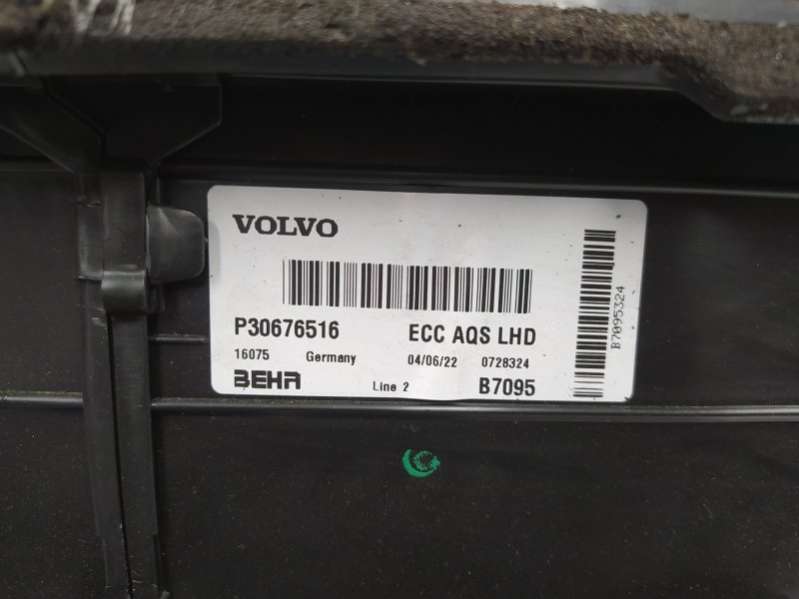 VOLVO
P30676516 ECC AQS LHD
16075 Germany 04/06/22 0728324
BEHR Line 2 B7095
B7095324